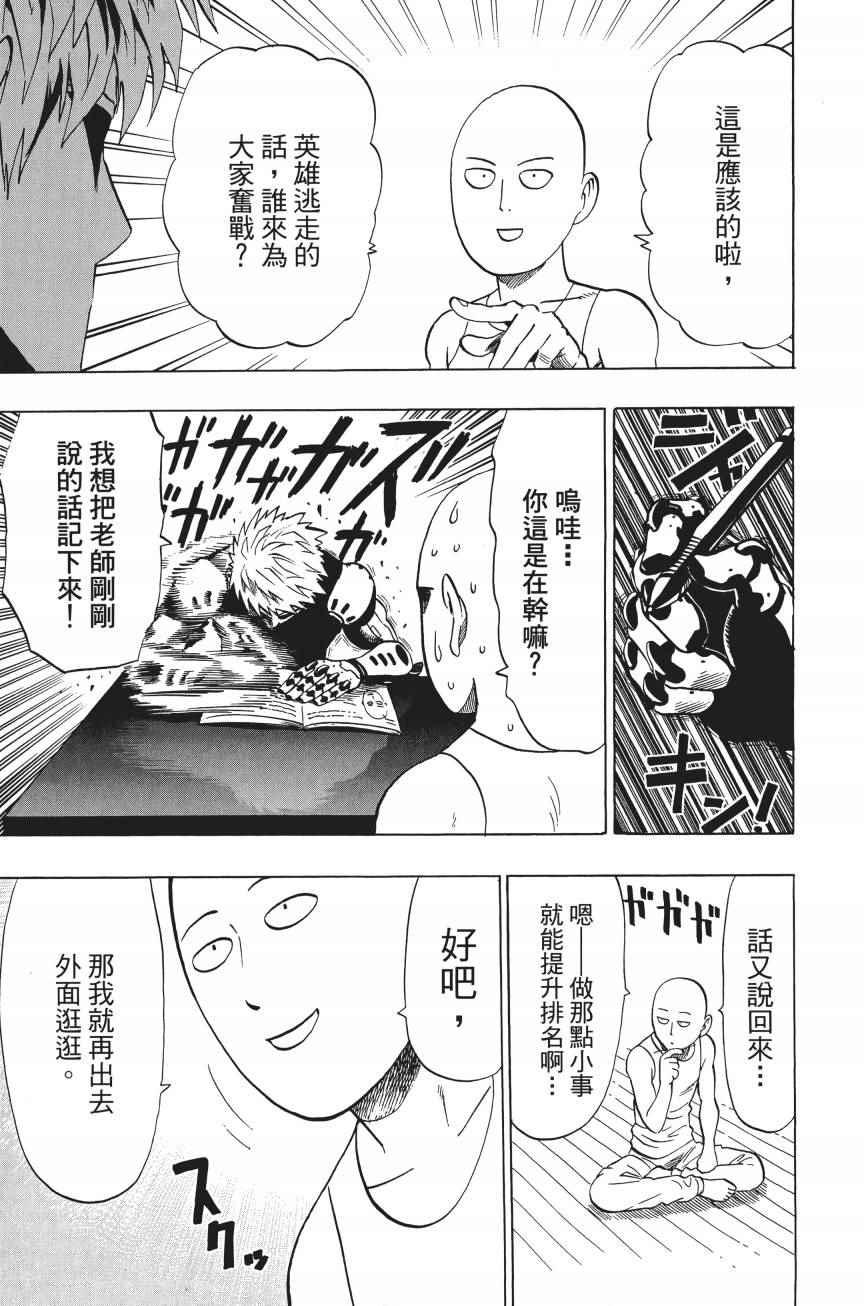 這是應該的啦，
英雄逃走的
話，誰來為
大家奮戰？
ジャ
キン！
嗚哇…
你這是在幹嘛？
ズ
ガガガガガガ
我想把老師剛剛
說的話記下來！
話又說回來…
ガガガ
嗯——做那點小事
就能提升排名啊…
好吧，
スクッ
那我就再出去
外面逛逛。